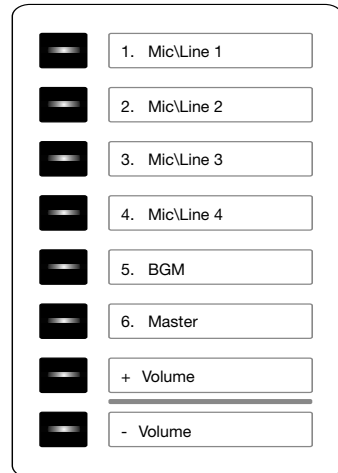 1. Mic\Line 1
2. Mic\Line 2
3. Mic\Line 3
4. Mic\Line 4
5. BGM
6. Master
+ Volume
- Volume